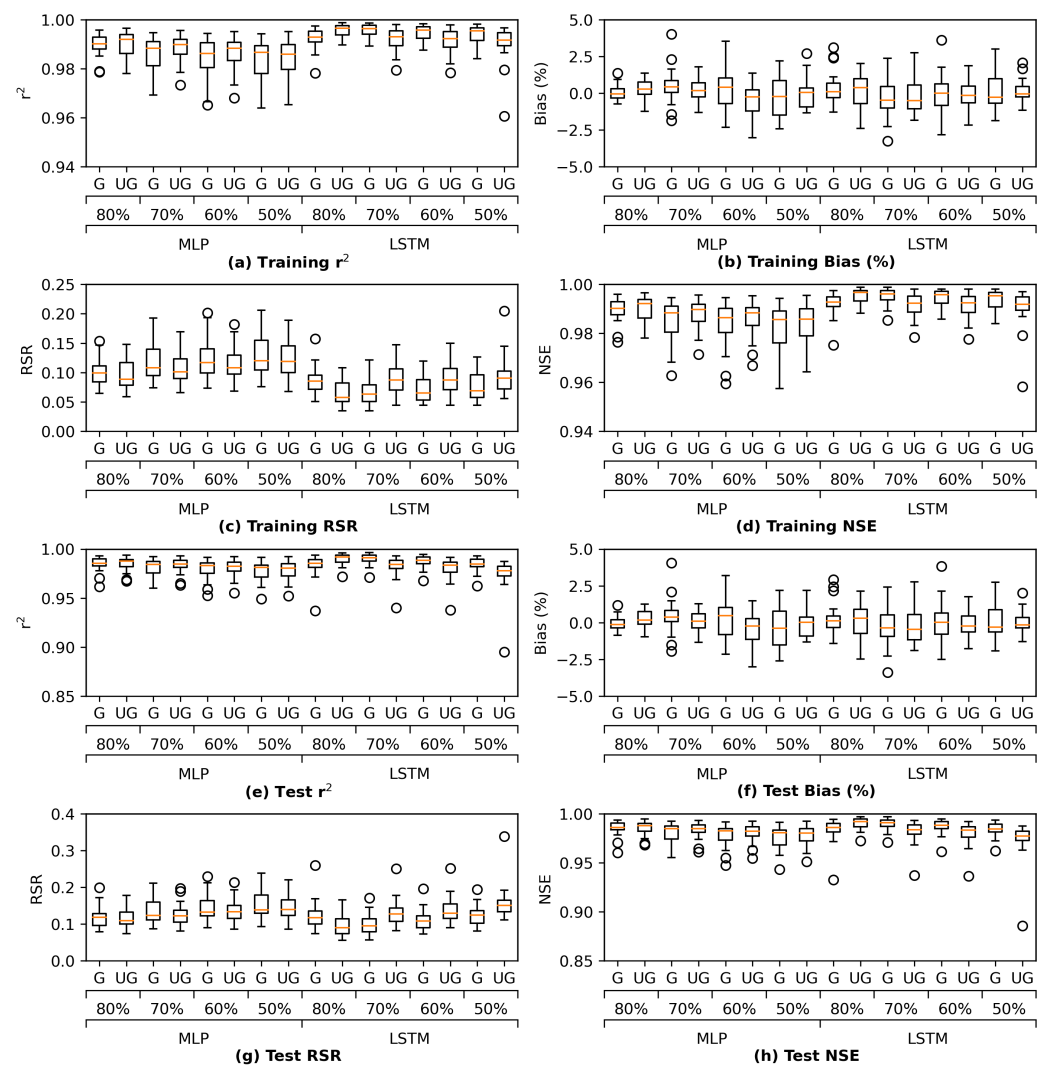 1.00
0.98
0.96
0.94
r²
G UG G UG G UG G UG G UG G UG G UG G UG
80% 70% 60% 50% 80% 70% 60% 50%
MLP LSTM
(a) Training r²
5.0
2.5
0.0
−2.5
−5.0
Bias (%)
G UG G UG G UG G UG G UG G UG G UG G UG
80% 70% 60% 50% 80% 70% 60% 50%
MLP LSTM
(b) Training Bias (%)
0.25
0.20
0.15
0.10
0.05
0.00
RSR
G UG G UG G UG G UG G UG G UG G UG G UG
80% 70% 60% 50% 80% 70% 60% 50%
MLP LSTM
(c) Training RSR
1.00
0.98
0.96
0.94
NSE
G UG G UG G UG G UG G UG G UG G UG G UG
80% 70% 60% 50% 80% 70% 60% 50%
MLP LSTM
(d) Training NSE
1.00
0.95
0.90
0.85
r²
G UG G UG G UG G UG G UG G UG G UG G UG
80% 70% 60% 50% 80% 70% 60% 50%
MLP LSTM
(e) Test r²
5.0
2.5
0.0
−2.5
−5.0
Bias (%)
G UG G UG G UG G UG G UG G UG G UG G UG
80% 70% 60% 50% 80% 70% 60% 50%
MLP LSTM
(f) Test Bias (%)
0.4
0.3
0.2
0.1
0.0
RSR
G UG G UG G UG G UG G UG G UG G UG G UG
80% 70% 60% 50% 80% 70% 60% 50%
MLP LSTM
(g) Test RSR
1.00
0.95
0.90
0.85
NSE
G UG G UG G UG G UG G UG G UG G UG G UG
80% 70% 60% 50% 80% 70% 60% 50%
MLP LSTM
(h) Test NSE